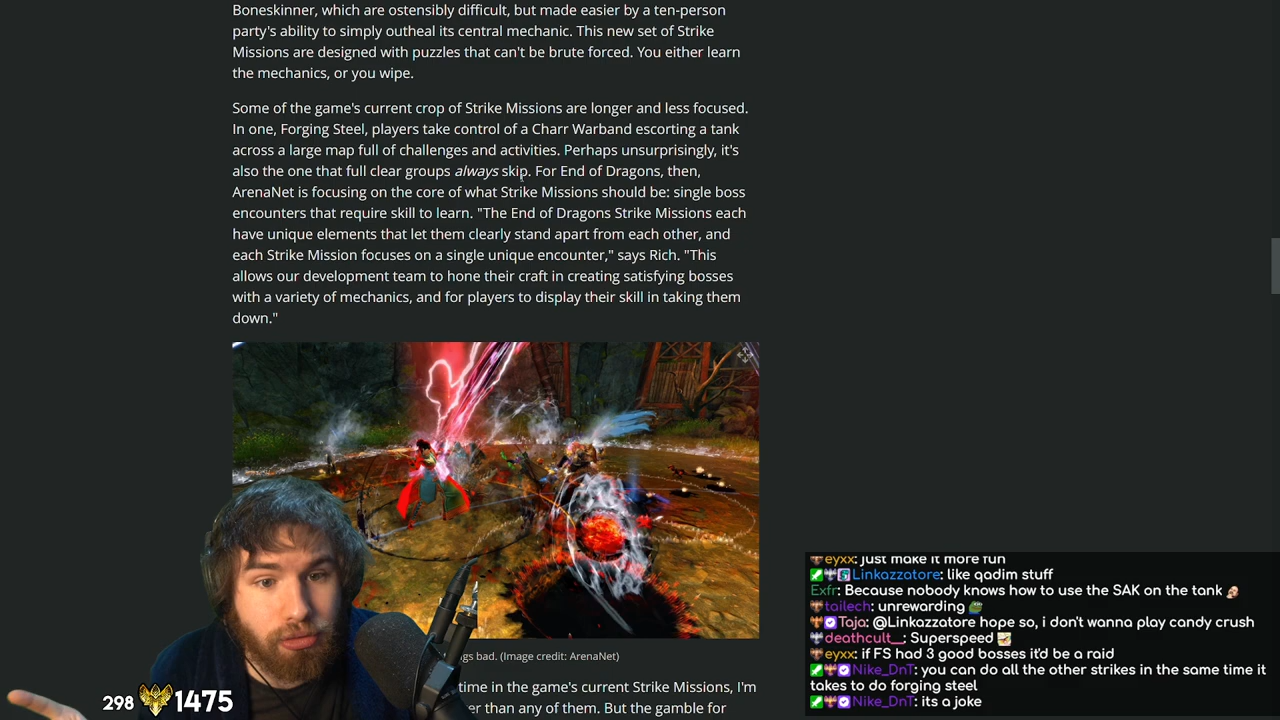 Boneskinner, which are ostensibly difficult, but made easier by a ten-person
party's ability to simply outheal its central mechanic. This new set of Strike
Missions are designed with puzzles that can't be brute forced. You either learn
the mechanics, or you wipe.
Some of the game's current crop of Strike Missions are longer and less focused.
In one, Forging Steel, players take control of a Charr Warband escorting a tank
across a large map full of challenges and activities. Perhaps unsurprisingly, it's
also the one that full clear groups always skip. For End of Dragons, then,
ArenaNet is focusing on the core of what Strike Missions should be: single boss
encounters that require skill to learn. "The End of Dragons Strike Missions each
have unique elements that let them clearly stand apart from each other, and
each Strike Mission focuses on a single unique encounter," says Rich. "This
allows our development team to hone their craft in creating satisfying bosses
with a variety of mechanics, and for players to display their skill in taking them
down."
gs bad. (Image credit: ArenaNet)
time in the game's current Strike Missions, I'm
er than any of them. But the gamble for
298 1475
eyxx: just make it more fun
Linkazzatore: like qadim stuff
Exfr: Because nobody knows how to use the SAK on the tank
tailech: unrewarding
Taja: @Linkazzatore hope so, i don't wanna play candy crush
deathcult__: Superspeed
eyxx: if FS had 3 good bosses it'd be a raid
Nike_DnT: you can do all the other strikes in the same time it
takes to do forging steel
Nike_DnT: its a joke